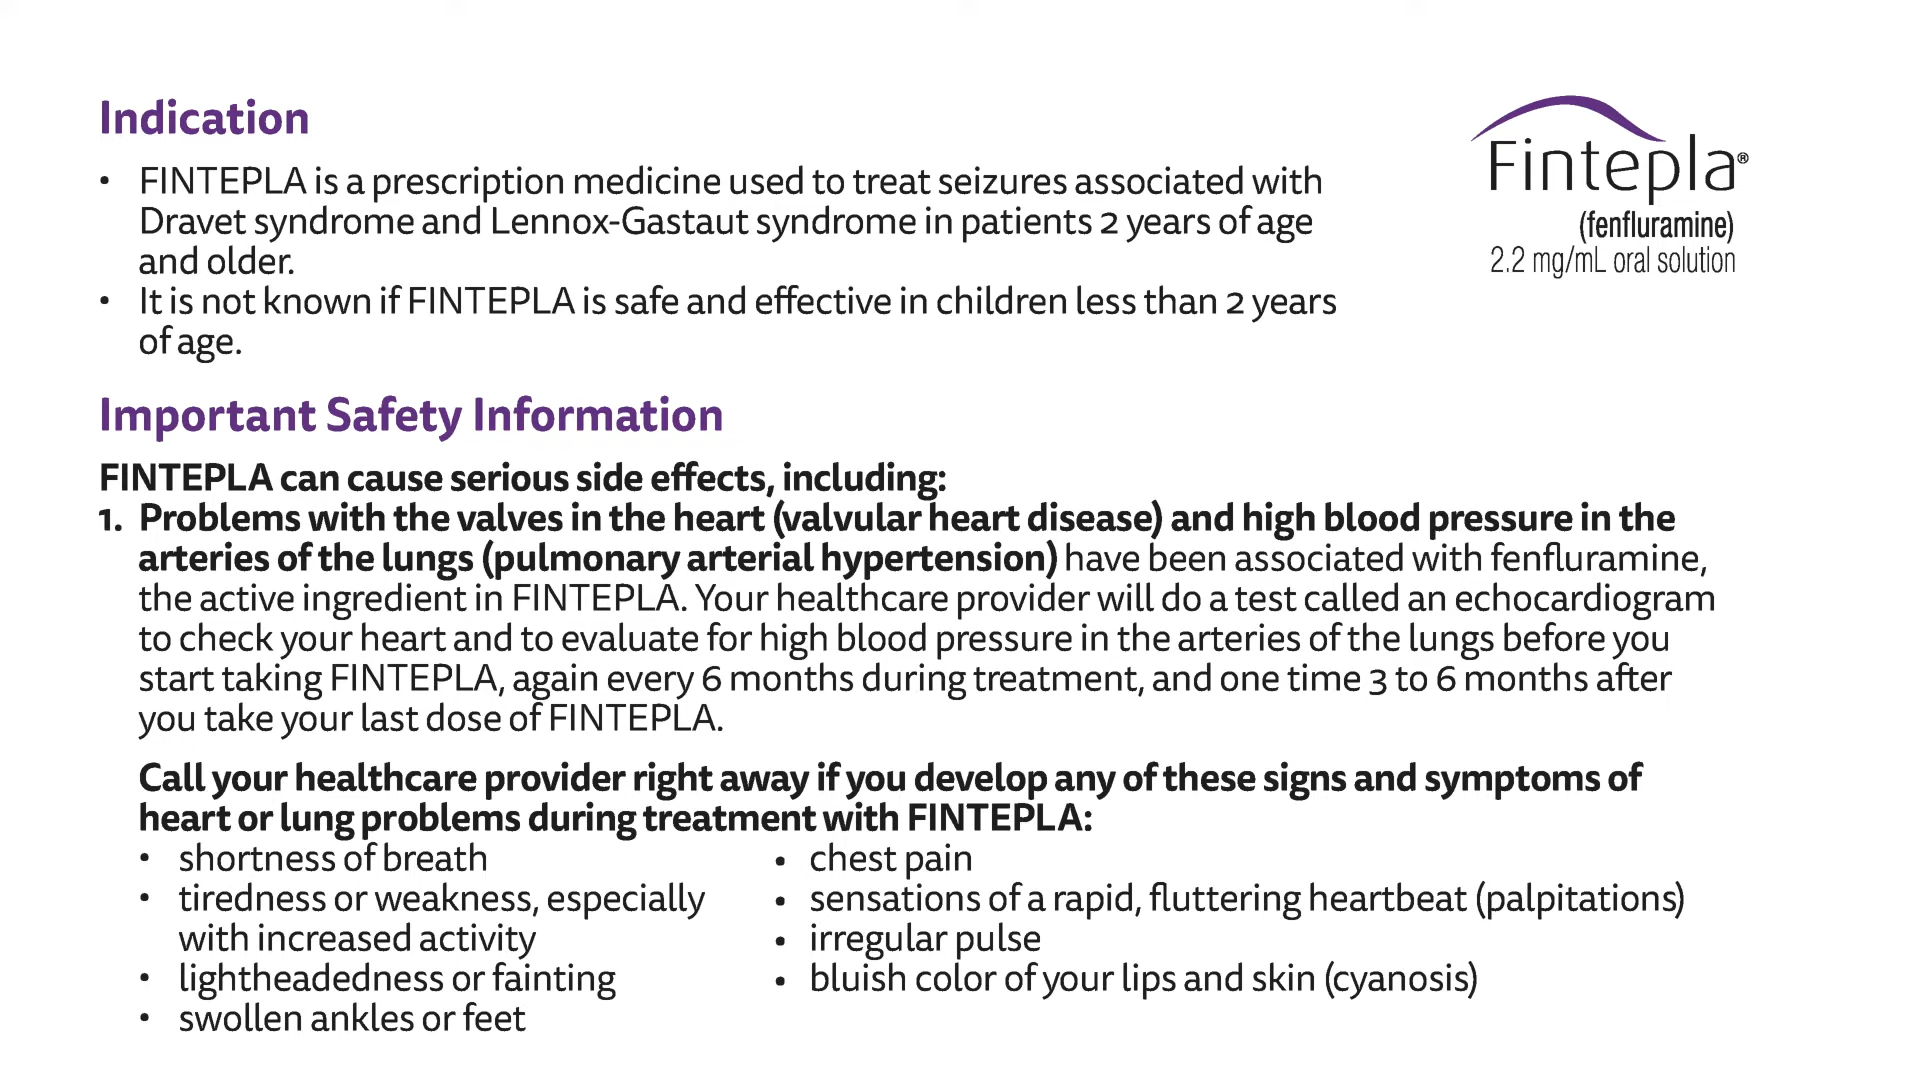 Indication
• FINTEPLA is a prescription medicine used to treat seizures associated with
Dravet syndrome and Lennox-Gastaut syndrome in patients 2 years of age
and older.
• It is not known if FINTEPLA is safe and effective in children less than 2 years
of age.
Fintepla®
(fenfluramine)
2.2 mg/mL oral solution
Important Safety Information
FINTEPLA can cause serious side effects, including:
1. Problems with the valves in the heart (valvular heart disease) and high blood pressure in the
arteries of the lungs (pulmonary arterial hypertension) have been associated with fenfluramine,
the active ingredient in FINTEPLA. Your healthcare provider will do a test called an echocardiogram
to check your heart and to evaluate for high blood pressure in the arteries of the lungs before you
start taking FINTEPLA, again every 6 months during treatment, and one time 3 to 6 months after
you take your last dose of FINTEPLA.
Call your healthcare provider right away if you develop any of these signs and symptoms of
heart or lung problems during treatment with FINTEPLA:
• shortness of breath
• tiredness or weakness, especially
with increased activity
• lightheadedness or fainting
• swollen ankles or feet
• chest pain
• sensations of a rapid, fluttering heartbeat (palpitations)
• irregular pulse
• bluish color of your lips and skin (cyanosis)